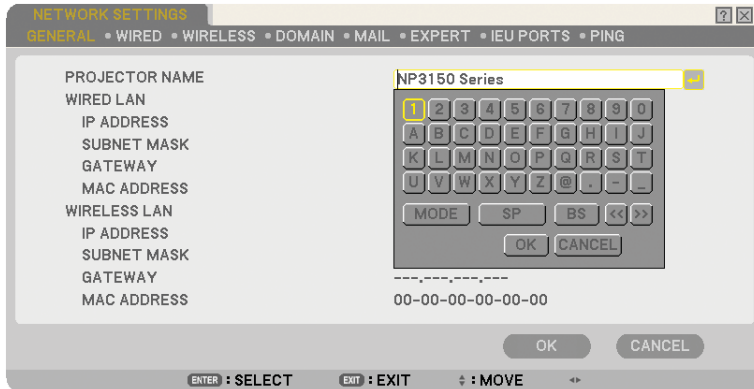 NETWORK SETTINGS
GENERAL • WIRED • WIRELESS • DOMAIN • MAIL • EXPERT • IEU PORTS • PING
PROJECTOR NAME NP3150 Series
WIRED LAN
IP ADDRESS
SUBNET MASK
GATEWAY
MAC ADDRESS
WIRELESS LAN
IP ADDRESS
SUBNET MASK
GATEWAY ---.---.---.---
MAC ADDRESS 00-00-00-00-00-00
1 2 3 4 5 6 7 8 9 0
A B C D E F G H I J
K L M N O P Q R S T
U V W X Y Z @ . - _
MODE SP BS << >>
OK CANCEL
OK CANCEL
ENTER : SELECT EXIT : EXIT : MOVE